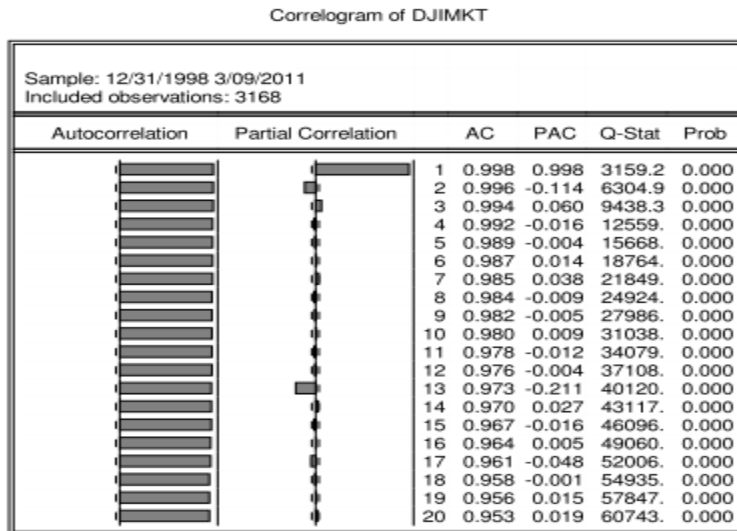 Correlogram of DJIMKT
Sample: 12/31/1998 3/09/2011
Included observations: 3168
Autocorrelation Partial Correlation AC PAC Q-Stat Prob
1 0.998 0.998 3159.2 0.000
2 0.996 -0.114 6304.9 0.000
3 0.994 0.060 9438.3 0.000
4 0.992 -0.016 12559. 0.000
5 0.989 -0.004 15668. 0.000
6 0.987 0.014 18764. 0.000
7 0.985 0.038 21849. 0.000
8 0.984 -0.009 24924. 0.000
9 0.982 -0.005 27986. 0.000
10 0.980 0.009 31038. 0.000
11 0.978 -0.012 34079. 0.000
12 0.976 -0.004 37108. 0.000
13 0.973 -0.211 40120. 0.000
14 0.970 0.027 43117. 0.000
15 0.967 -0.016 46096. 0.000
16 0.964 0.005 49060. 0.000
17 0.961 -0.048 52006. 0.000
18 0.958 -0.001 54935. 0.000
19 0.956 0.015 57847. 0.000
20 0.953 0.019 60743. 0.000